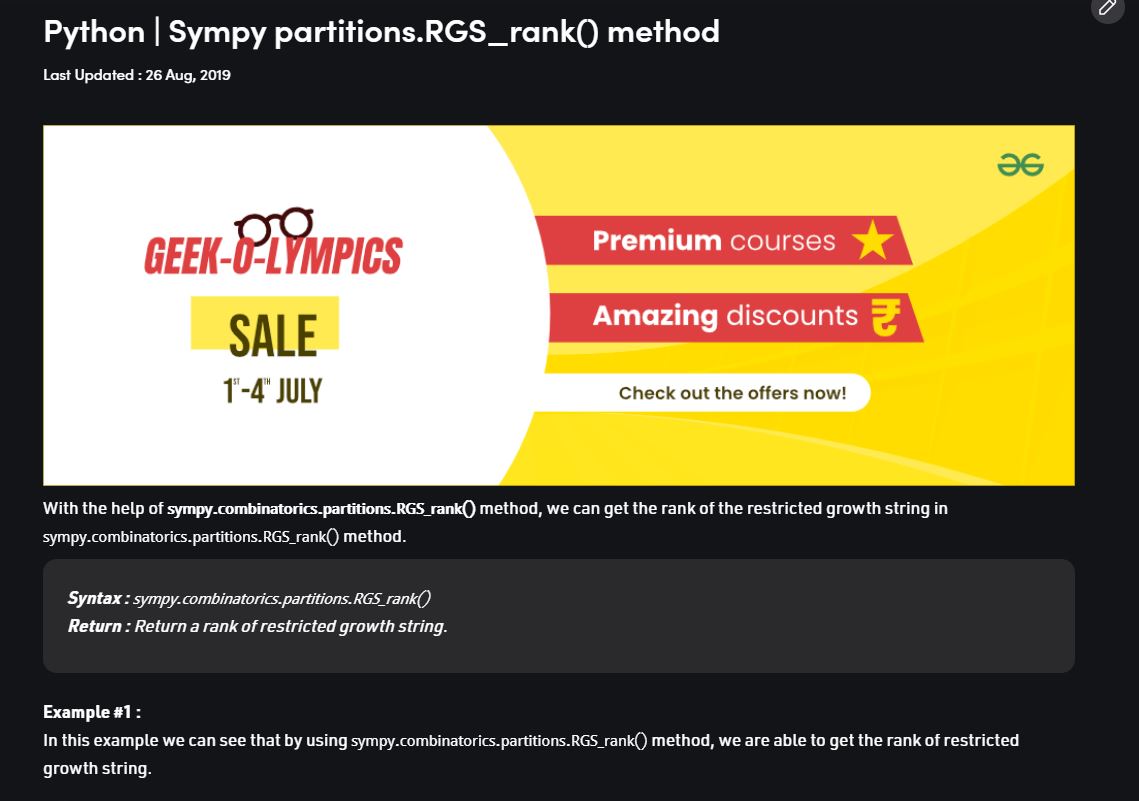 Python | Sympy partitions.RGS_rank() method
Last Updated : 26 Aug, 2019
GEEK-O-LYMPICS
SALE
1ST-4TH JULY
Premium courses
Amazing discounts ₹
Check out the offers now!
With the help of sympy.combinatorics.partitions.RGS_rank() method, we can get the rank of the restricted growth string in
sympy.combinatorics.partitions.RGS_rank() method.
Syntax : sympy.combinatorics.partitions.RGS_rank()
Return : Return a rank of restricted growth string.
Example #1 :
In this example we can see that by using sympy.combinatorics.partitions.RGS_rank() method, we are able to get the rank of restricted
growth string.